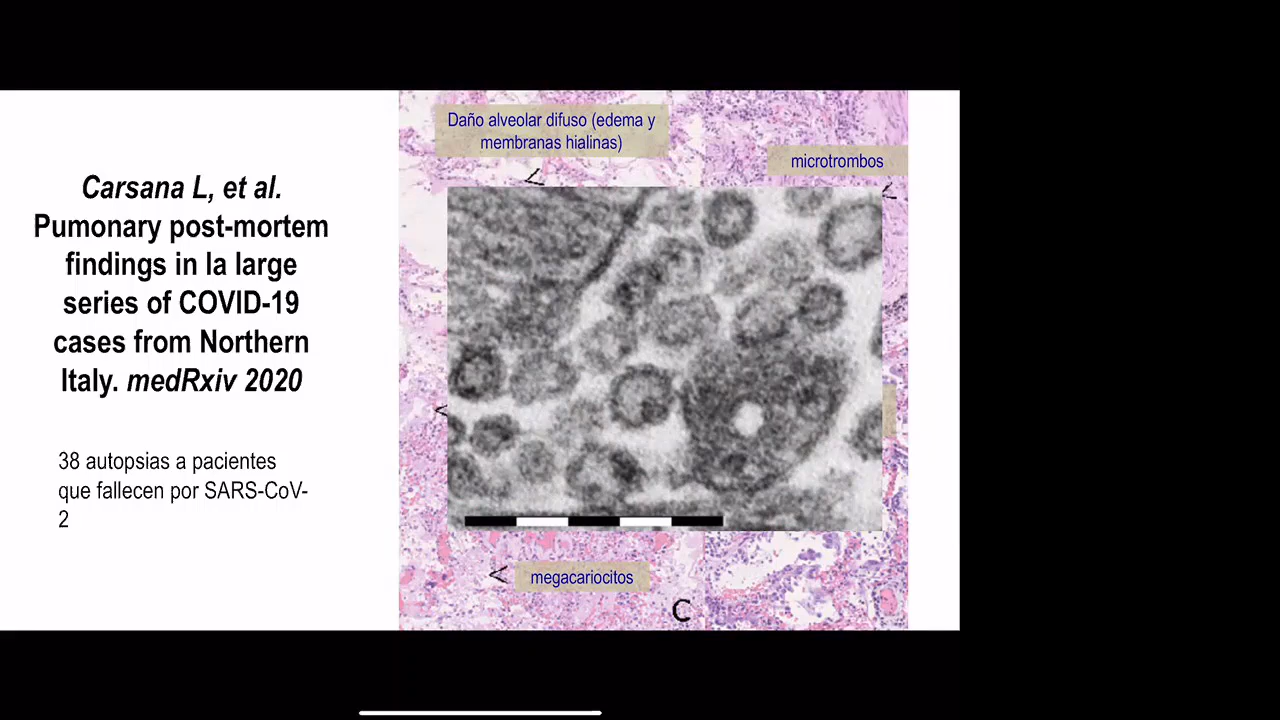 Carsana L, et al.
Pumonary post-mortem
findings in la large
series of COVID-19
cases from Northern
Italy. medRxiv 2020
38 autopsias a pacientes
que fallecen por SARS-CoV-
2
Daño alveolar difuso (edema y
membranas hialinas)
microtrombos
megacariocitos
C